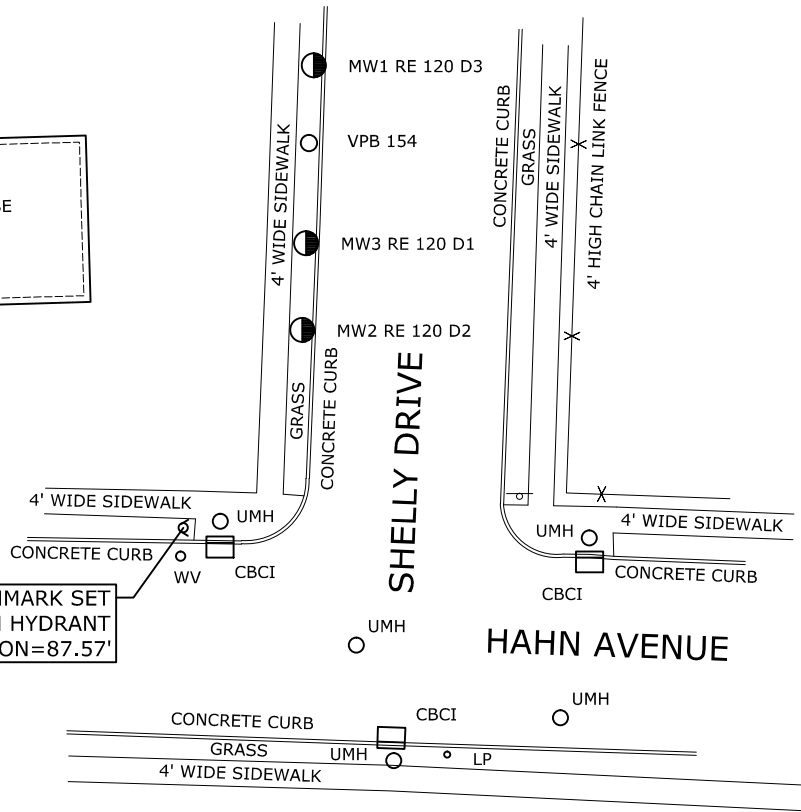 MW1 RE 120 D3
VPB 154
MW3 RE 120 D1
MW2 RE 120 D2
4' WIDE SIDEWALK
GRASS
CONCRETE CURB
SHELLY DRIVE
CONCRETE CURB
GRASS
4' WIDE SIDEWALK
4' HIGH CHAIN LINK FENCE
4' WIDE SIDEWALK
UMH
CONCRETE CURB
WV
CBCI
UMH
4' WIDE SIDEWALK
CONCRETE CURB
CBCI
HYDRANT
ON=87.57'
MARK SET
UMH
HAHN AVENUE
UMH
CONCRETE CURB
CBCI
GRASS
UMH
LP
4' WIDE SIDEWALK